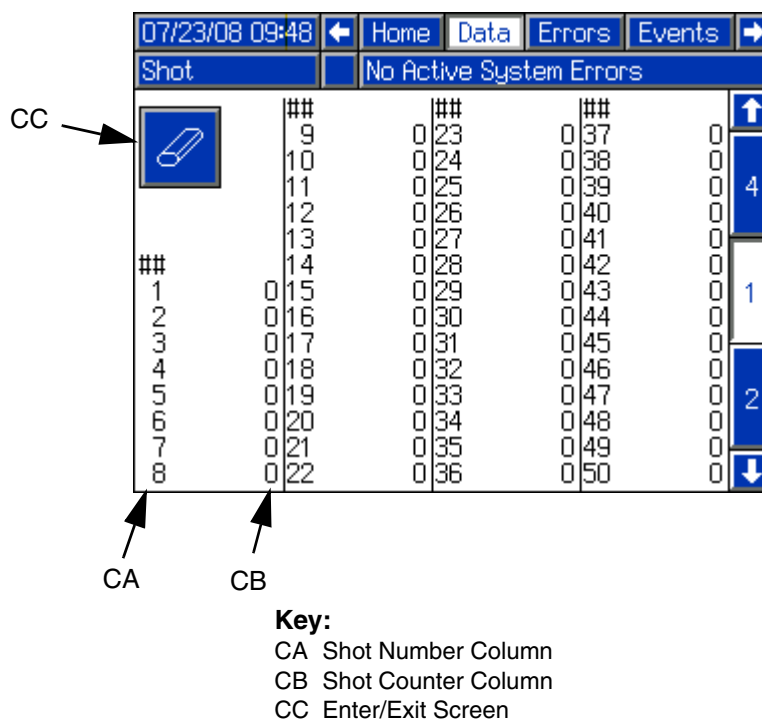 07/23/08 09:48 Home Data Errors Events
Shot No Active System Errors
CC
## ## ##
9 0 23 0 37 0
10 0 24 0 38 0
11 0 25 0 39 0
4
12 0 26 0 40 0
13 0 27 0 41 0
## 14 0 28 0 42 0
1 0 15 0 29 0 43 0
1
2 0 16 0 30 0 44 0
3 0 17 0 31 0 45 0
4 0 18 0 32 0 46 0
5 0 19 0 33 0 47 0
2
6 0 20 0 34 0 48 0
7 0 21 0 35 0 49 0
8 0 22 0 36 0 50 0
CA CB
Key:
CA Shot Number Column
CB Shot Counter Column
CC Enter/Exit Screen